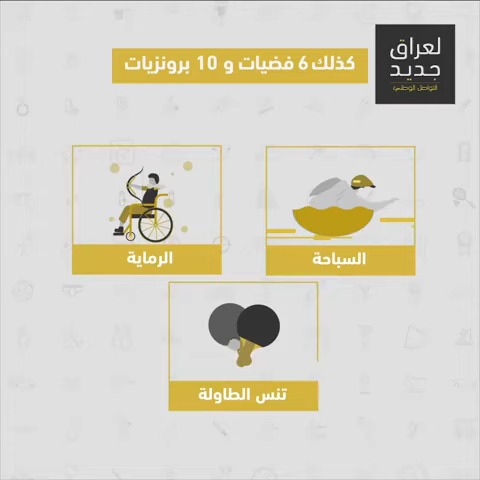 لعراق
جديد
التواصل الوطني
كذلك 6 فضيات و 10 برونزيات
السباحة
الرماية
تنس الطاولة